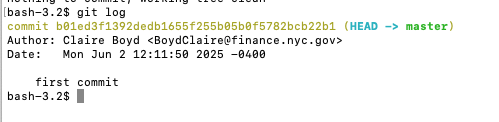 nothing to commit, working tree clean
bash-3.2$ git log
commit b01ed3f1392dedb1655f255b05b0f5782bcb22b1 (HEAD -> master)
Author: Claire Boyd <BoydClaire@finance.nyc.gov>
Date:   Mon Jun 2 12:11:50 2025 -0400
    first commit
bash-3.2$